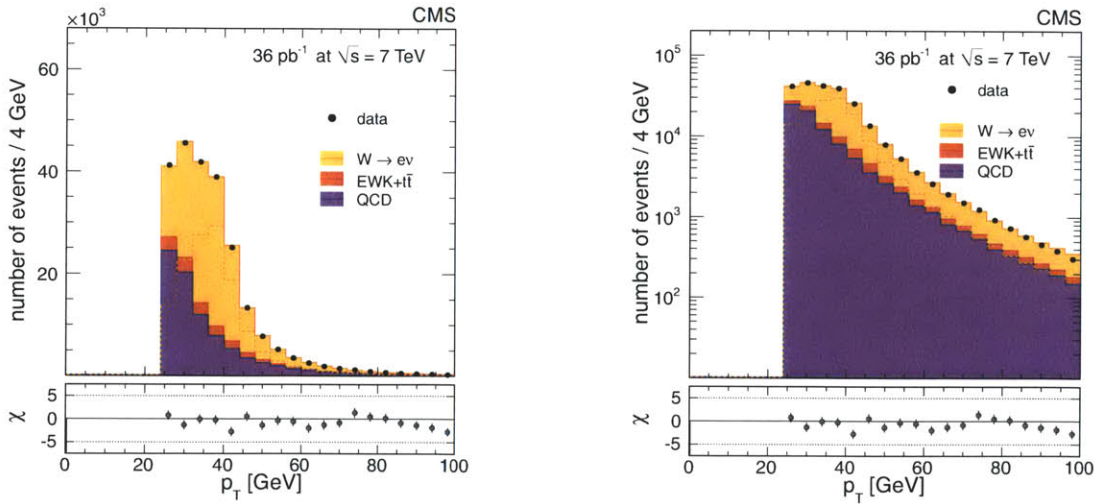 ×10³ CMS
36 pb⁻¹ at √s = 7 TeV
60
data
W → eν
EWK+tt̄
QCD
40
20
number of events / 4 GeV
5
0
-5
χ
0 20 40 60 80 100
p_T [GeV]
CMS
10⁵
36 pb⁻¹ at √s = 7 TeV
data
10⁴
W → eν
EWK+tt̄
QCD
10³
10²
number of events / 4 GeV
5
0
-5
χ
0 20 40 60 80 100
p_T [GeV]